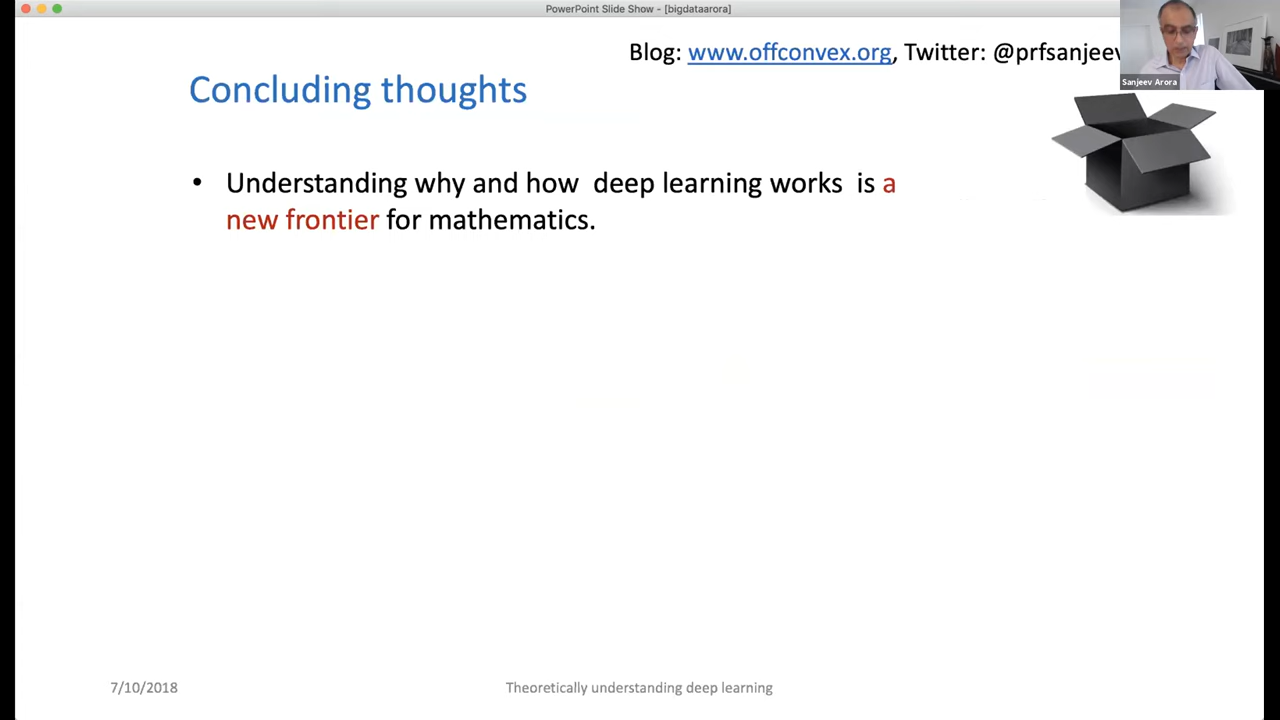 PowerPoint Slide Show - [bigdataarora]
Blog: www.offconvex.org, Twitter: @prfsanjeev
Sanjeev Arora
Concluding thoughts
• Understanding why and how deep learning works is a
new frontier for mathematics.
7/10/2018
Theoretically understanding deep learning